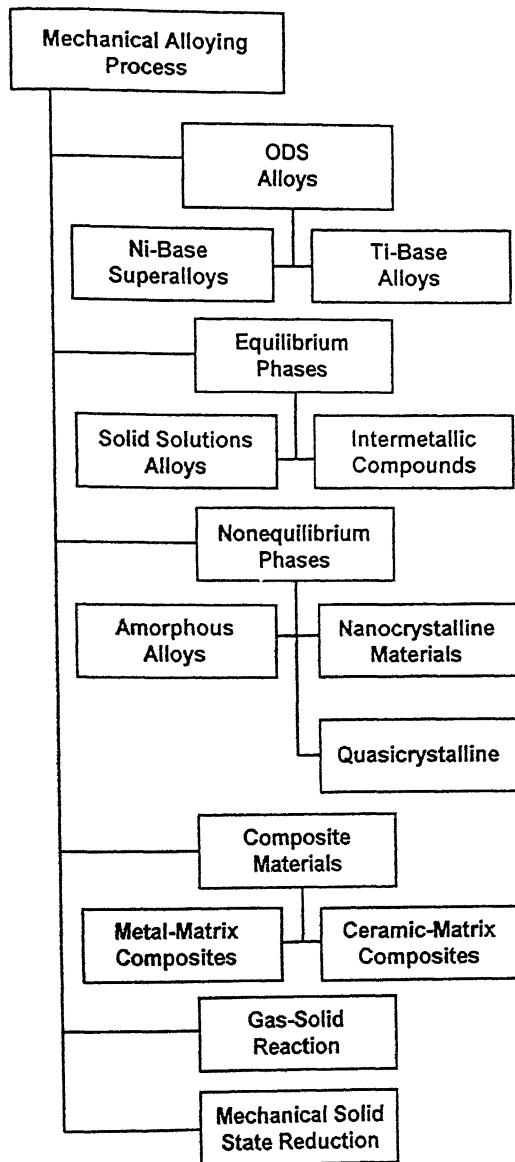 Mechanical Alloying
Process
ODS
Alloys
Ni-Base
Superalloys
Ti-Base
Alloys
Equilibrium
Phases
Solid Solutions
Alloys
Intermetallic
Compounds
Nonequilibrium
Phases
Amorphous
Alloys
Nanocrystalline
Materials
Quasicrystalline
Composite
Materials
Metal-Matrix
Composites
Ceramic-Matrix
Composites
Gas-Solid
Reaction
Mechanical Solid
State Reduction